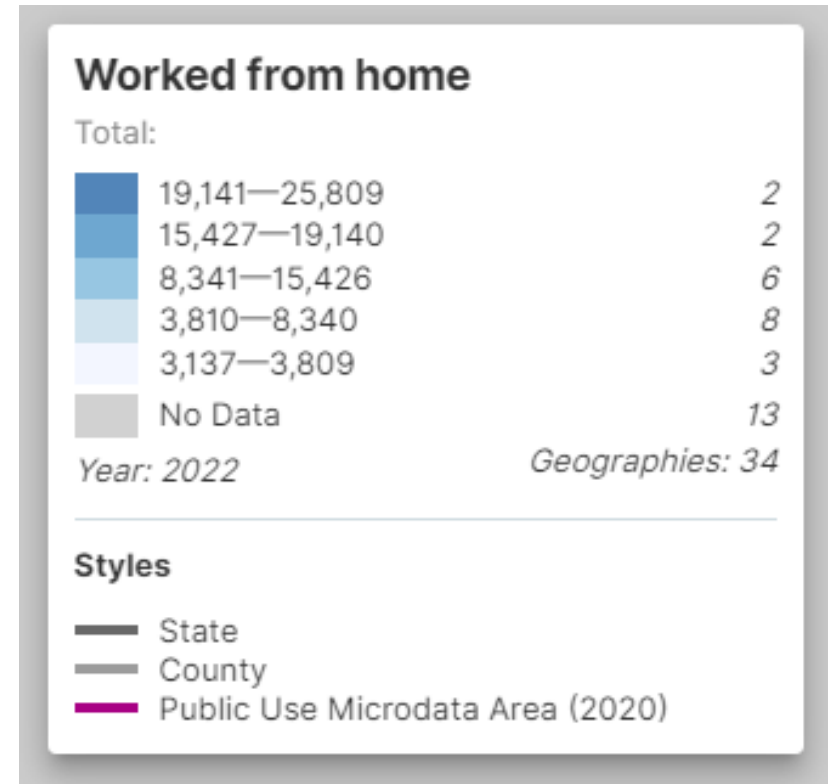 Worked from home
Total:
19,141—25,809 2
15,427—19,140 2
8,341—15,426 6
3,810—8,340 8
3,137—3,809 3
No Data 13
Year: 2022 Geographies: 34
Styles
State
County
Public Use Microdata Area (2020)